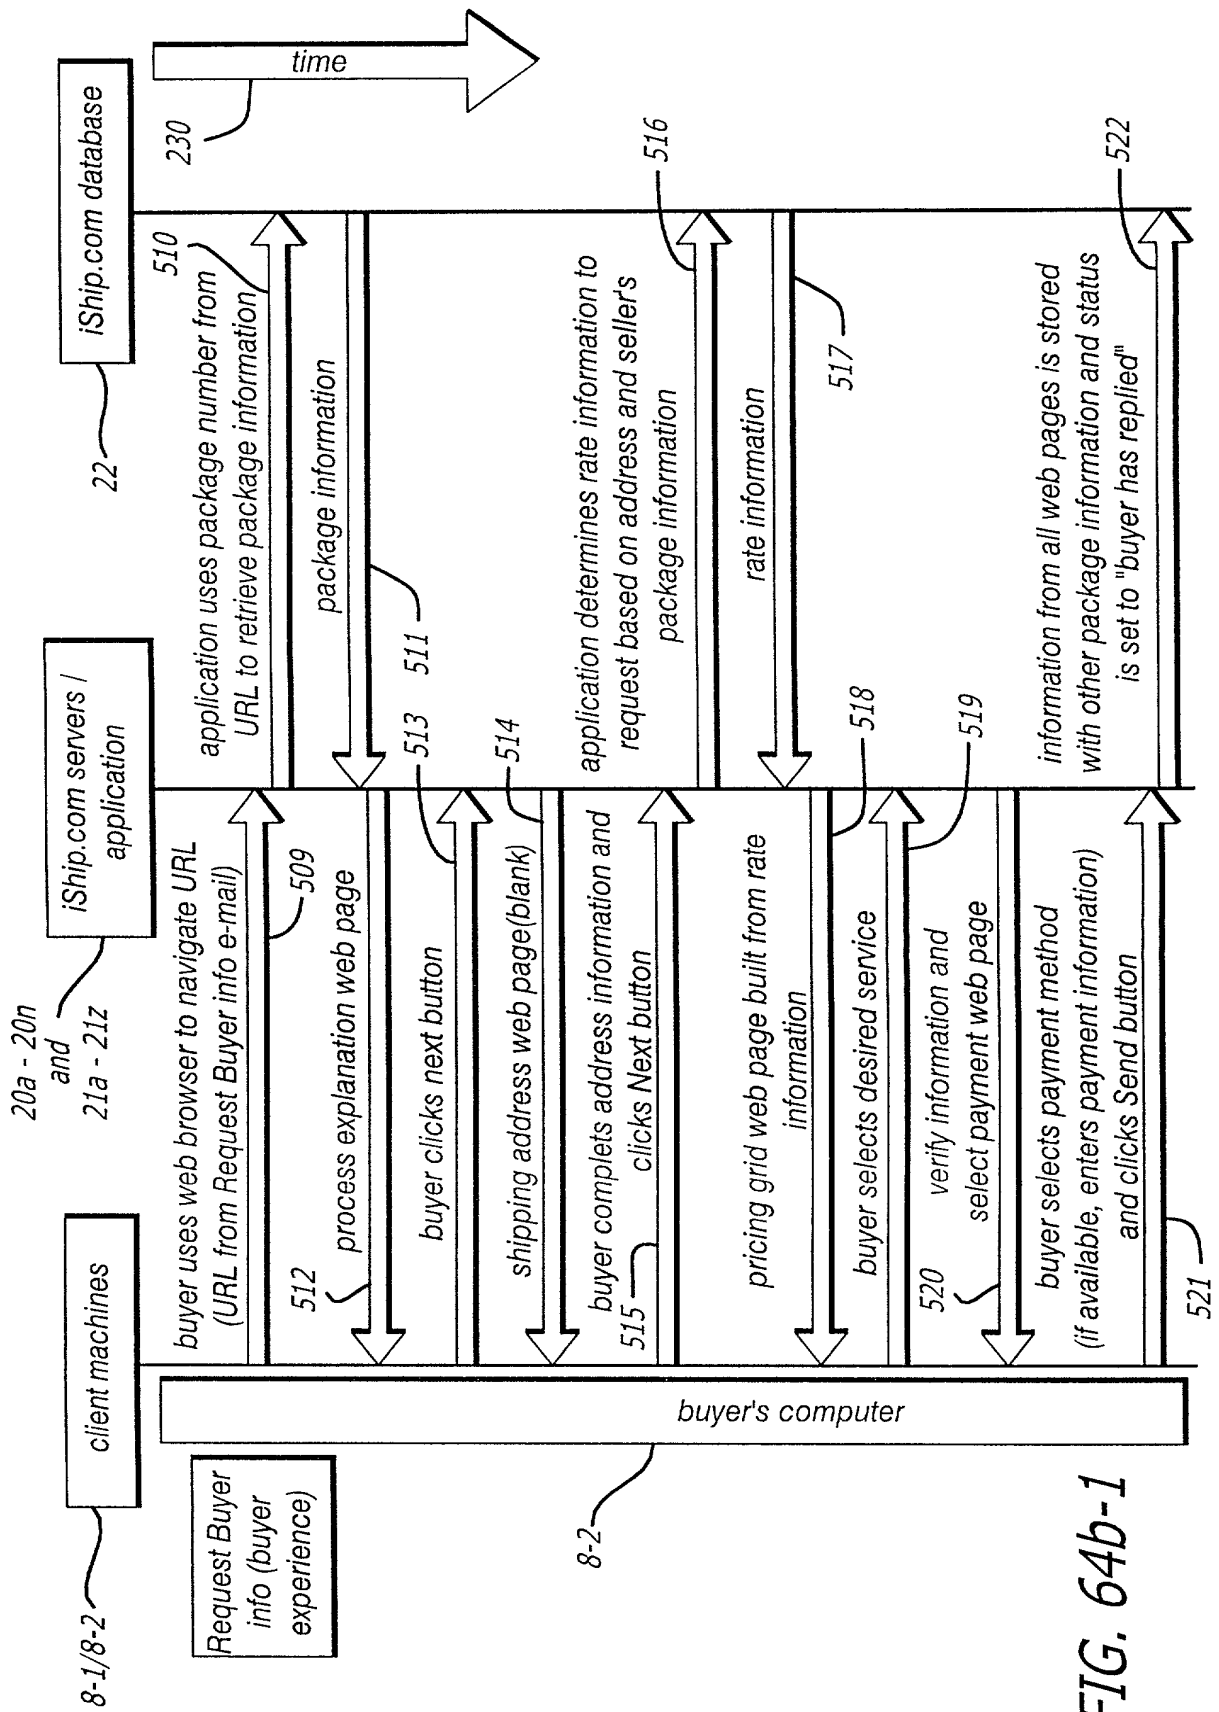 8-1/8-2
client machines
20a - 20n
and
21a - 21z
iShip.com servers /
application
22
iShip.com database
230
time
Request Buyer
info (buyer
experience)
buyer's computer
8-2
buyer uses web browser to navigate URL
(URL from Request Buyer info e-mail)
509
application uses package number from
URL to retrieve package information
510
package information
511
process explanation web page
512
buyer clicks next button
513
shipping address web page(blank)
514
buyer complets address information and
clicks Next button
515
application determines rate information to
request based on address and seller's
package information
516
rate information
517
pricing grid web page built from rate
information
518
buyer selects desired service
519
verify information and
select payment web page
520
buyer selects payment method
(if available, enters payment information)
and clicks Send button
521
information from all web pages is stored
with other package information and status
is set to "buyer has replied"
522
FIG. 64b-1